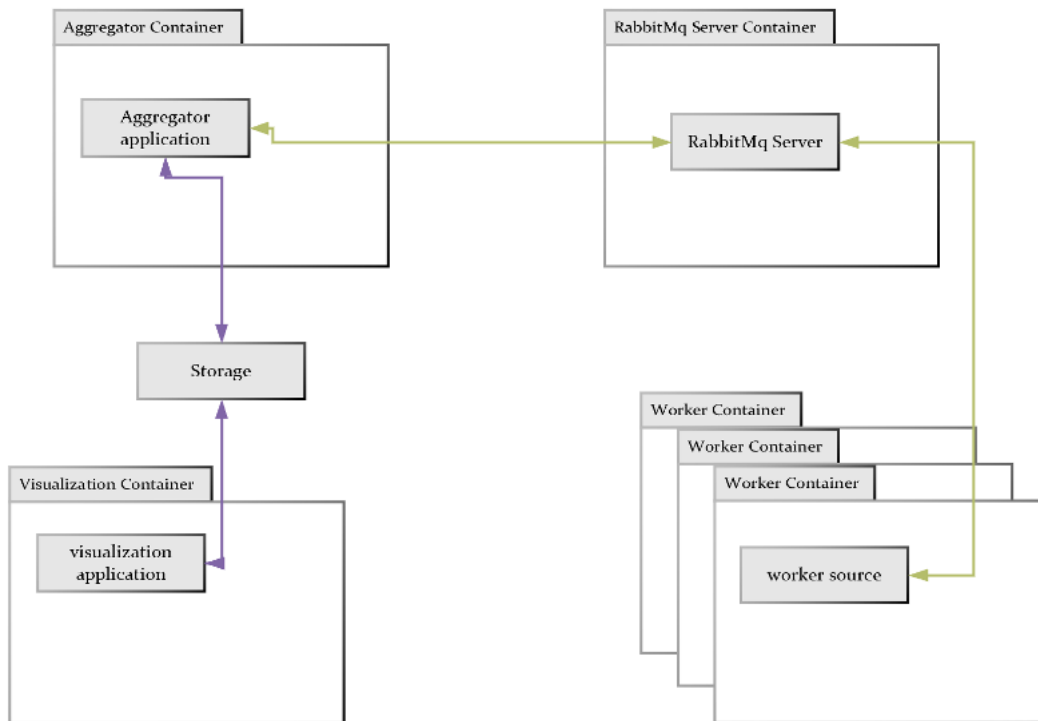 Aggregator Container
RabbitMq Server Container
Aggregator
application
RabbitMq Server
Storage
Worker Container
Worker Container
Worker Container
Visualization Container
visualization
application
worker source